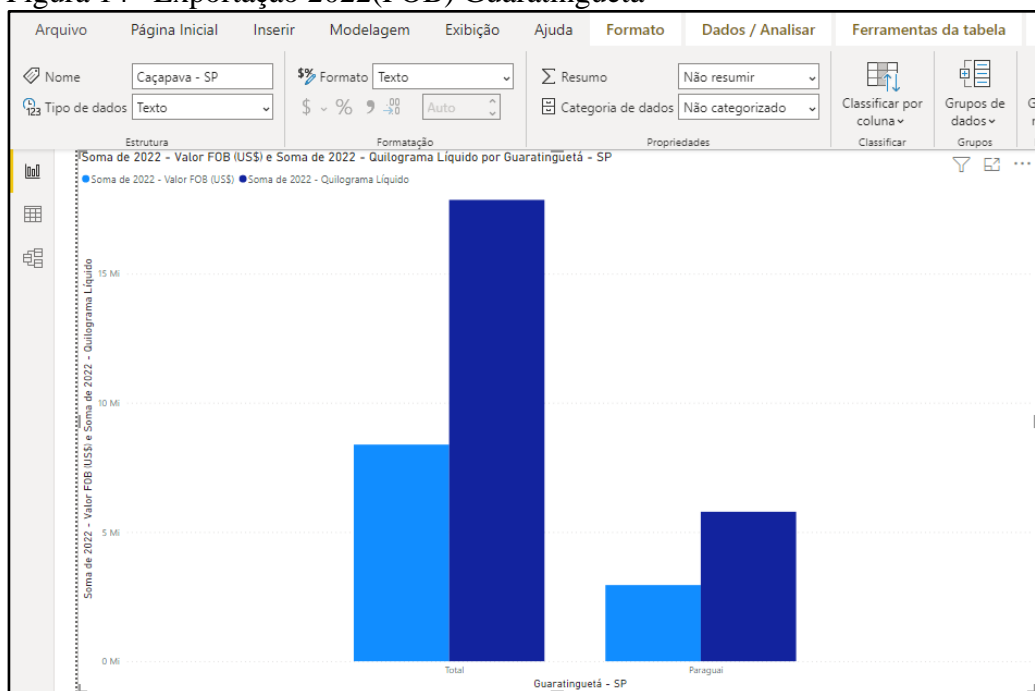 Figura 14 - Exportação 2022(FOB) Guaratinguetá
Arquivo Página Inicial Inserir Modelagem Exibição Ajuda Formato Dados / Analisar Ferramentas da tabela
Nome Caçapava - SP $% Formato Texto Resumo Não resumir
Tipo de dados Texto $ % Auto Categoria de dados Não categorizado Classificar por coluna Grupos de dados
Estrutura Formatação Propriedades Classificar Grupos
Soma de 2022 - Valor FOB (US$) e Soma de 2022 - Quilograma Líquido por Guaratinguetá - SP
Soma de 2022 - Valor FOB (US$) Soma de 2022 - Quilograma Líquido
Soma de 2022 - Valor FOB (US$) e Soma de 2022 - Quilograma Líquido
15 Mi
10 Mi
5 Mi
0 Mi
Total Paraguai
Guaratinguetá - SP